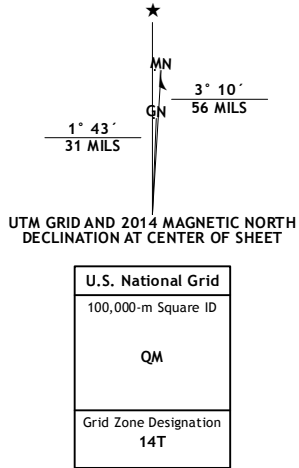 MN
3° 10´
56 MILS
GN
1° 43´
31 MILS
UTM GRID AND 2014 MAGNETIC NORTH
DECLINATION AT CENTER OF SHEET
U.S. National Grid
100,000-m Square ID
QM
Grid Zone Designation
14T